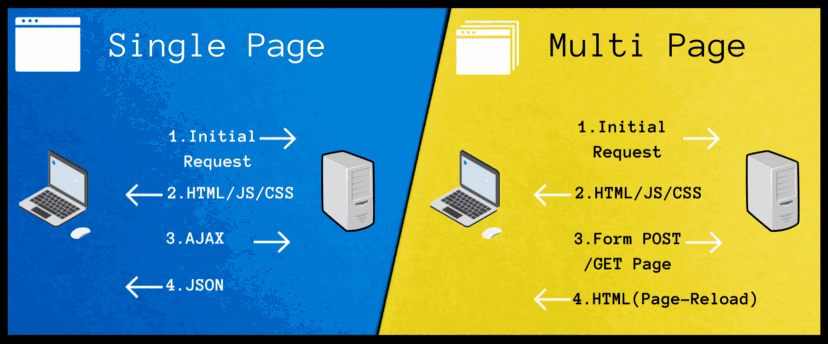 Single Page
1.Initial
Request
2.HTML/JS/CSS
3.AJAX
4.JSON
Multi Page
1.Initial
Request
2.HTML/JS/CSS
3.Form POST
/GET Page
4.HTML(Page-Reload)